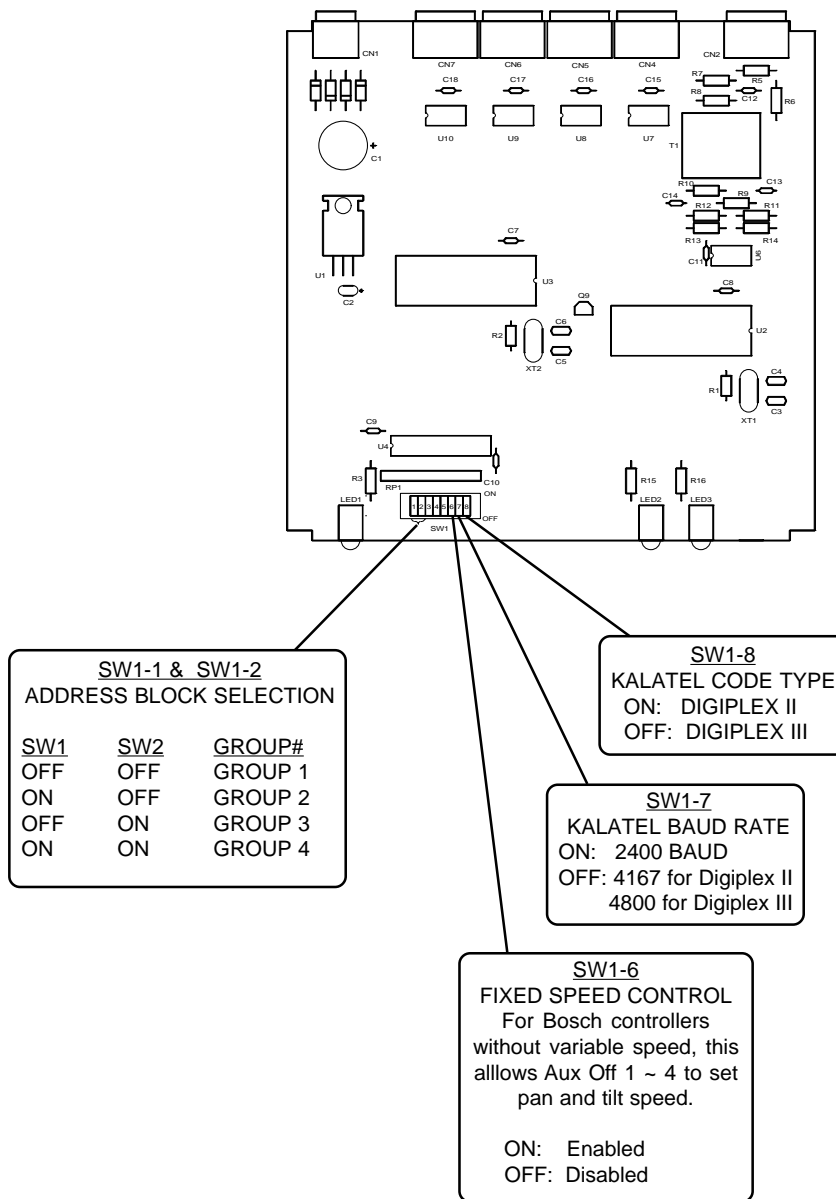 CN1 CN7 CN6 CN5 CN4 CN2
C18 C17 C16 C15 R7 R5
R8 C12 R6
U10 U9 U8 U7 T1
C1
R10 C13
C14 R9
R12 R11
R13 R14
C7 C11 U6
U1 U3 C8
C2 Q9
C6 U2
R2 C5
XT2 C4
R1 C3
XT1
C9
U4
R3 RP1 C10 R15 R16
ON
LED1 1 2 3 4 5 6 7 8 LED2 LED3
OFF
SW1
SW1-1 & SW1-2
ADDRESS BLOCK SELECTION
SW1 SW2 GROUP#
OFF OFF GROUP 1
ON OFF GROUP 2
OFF ON GROUP 3
ON ON GROUP 4
SW1-8
KALATEL CODE TYPE
ON: DIGIPLEX II
OFF: DIGIPLEX III
SW1-7
KALATEL BAUD RATE
ON: 2400 BAUD
OFF: 4167 for Digiplex II
4800 for Digiplex III
SW1-6
FIXED SPEED CONTROL
For Bosch controllers
without variable speed, this
alllows Aux Off 1 ~ 4 to set
pan and tilt speed.
ON: Enabled
OFF: Disabled